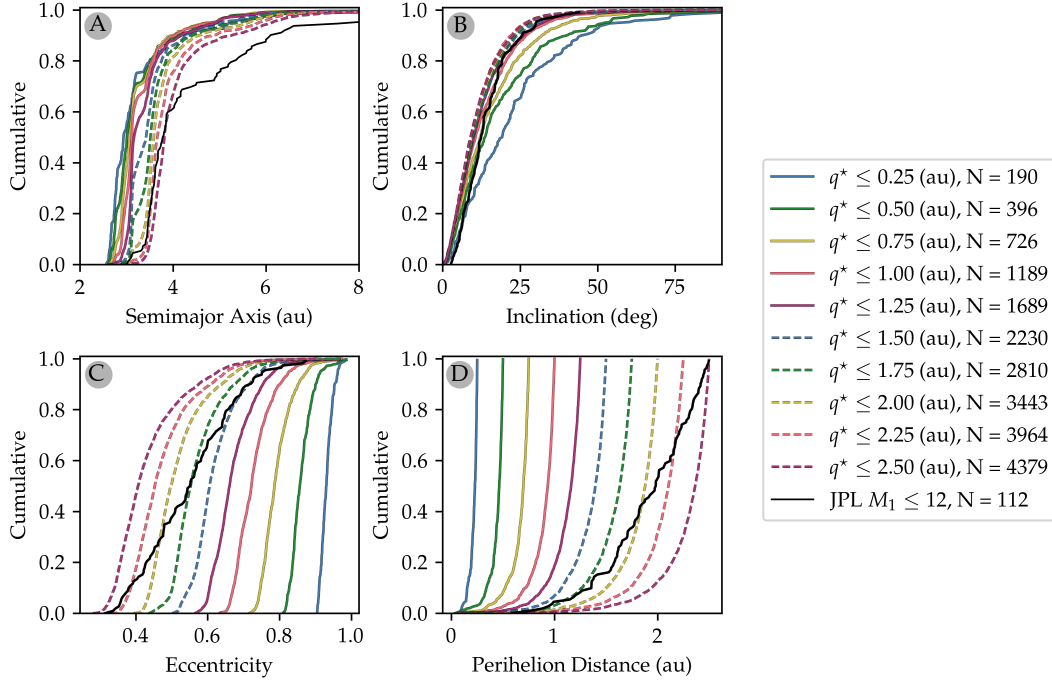 A
Cumulative
1.0
0.8
0.6
0.4
0.2
0.0
2
4
6
8
Semimajor Axis (au)
B
Cumulative
1.0
0.8
0.6
0.4
0.2
0.0
0
25
50
75
Inclination (deg)
C
Cumulative
1.0
0.8
0.6
0.4
0.2
0.0
0.4
0.6
0.8
1.0
Eccentricity
D
Cumulative
1.0
0.8
0.6
0.4
0.2
0.0
0
1
2
Perihelion Distance (au)
q⋆ ≤ 0.25 (au), N = 190
q⋆ ≤ 0.50 (au), N = 396
q⋆ ≤ 0.75 (au), N = 726
q⋆ ≤ 1.00 (au), N = 1189
q⋆ ≤ 1.25 (au), N = 1689
q⋆ ≤ 1.50 (au), N = 2230
q⋆ ≤ 1.75 (au), N = 2810
q⋆ ≤ 2.00 (au), N = 3443
q⋆ ≤ 2.25 (au), N = 3964
q⋆ ≤ 2.50 (au), N = 4379
JPL M₁ ≤ 12, N = 112